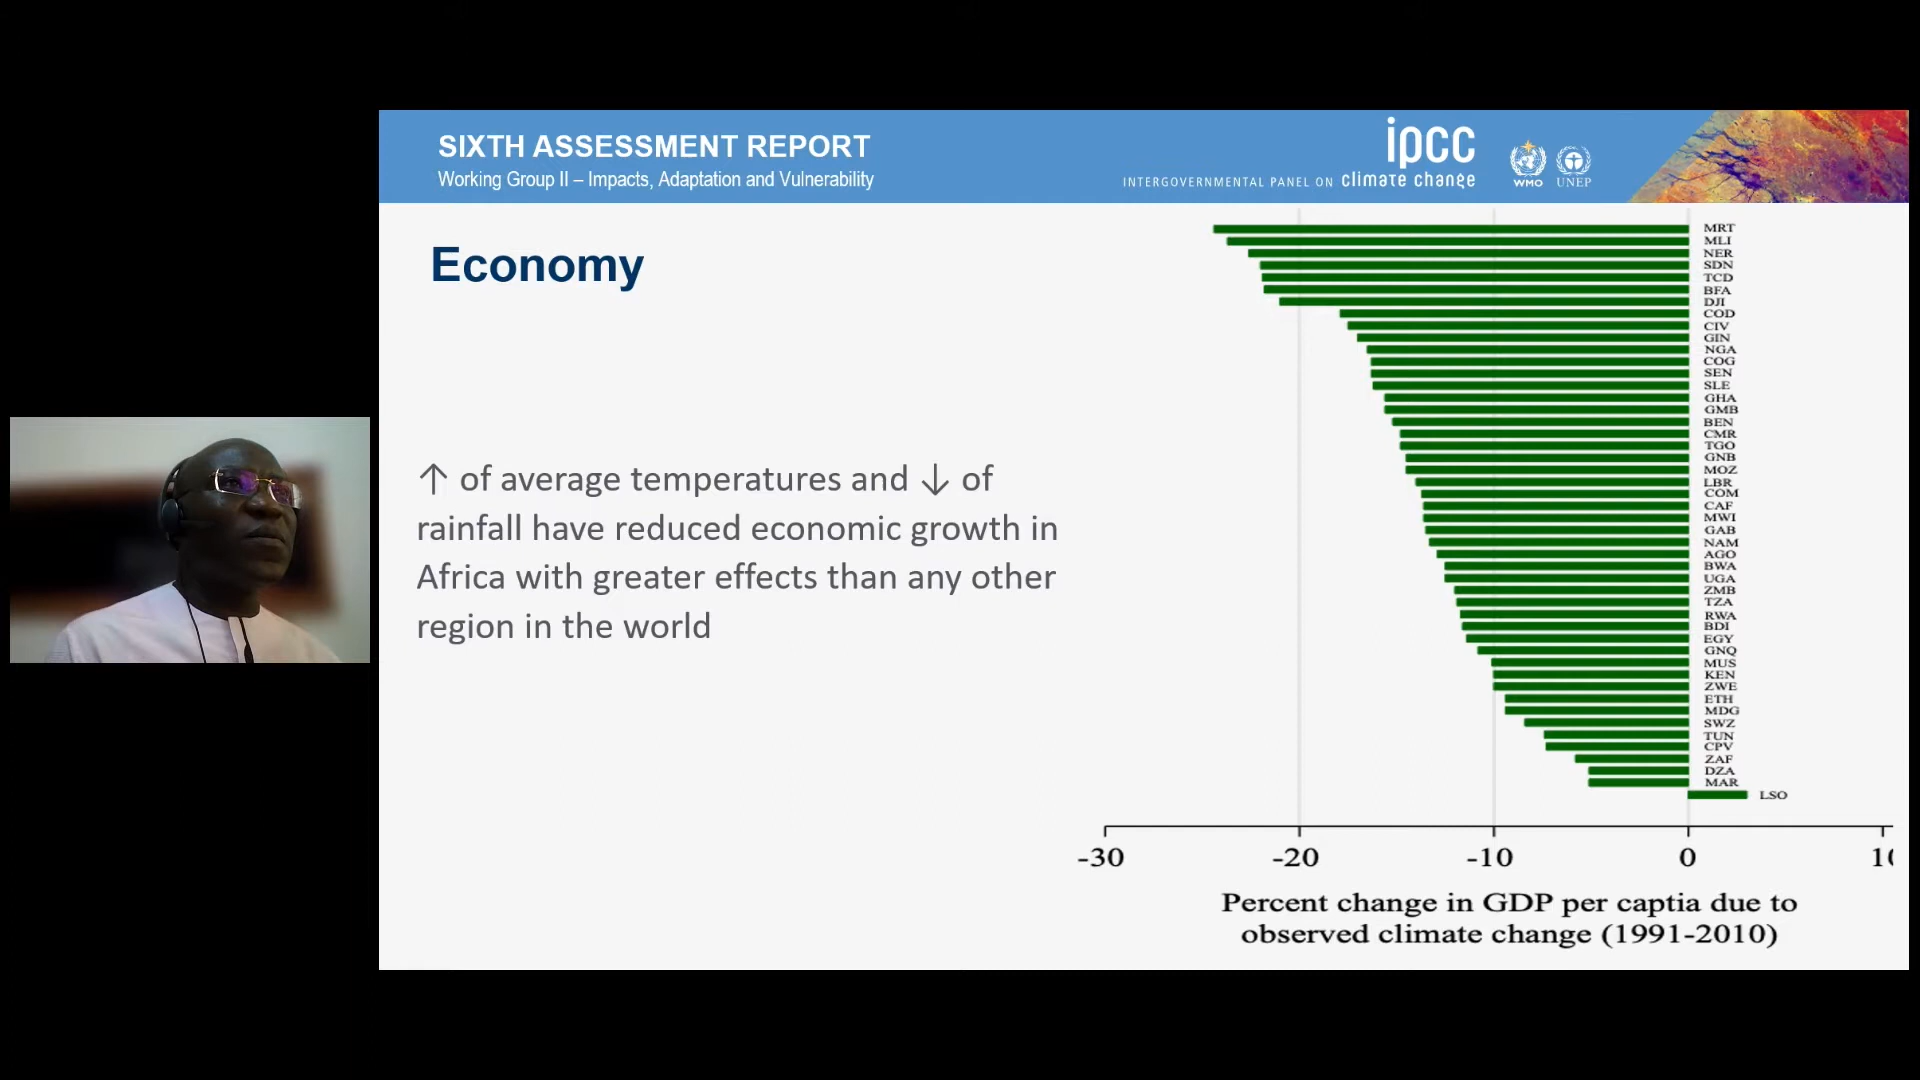 SIXTH ASSESSMENT REPORT
Working Group II – Impacts, Adaptation and Vulnerability
ipcc
INTERGOVERNMENTAL PANEL ON climate change
WMO
UNEP
Economy
↑ of average temperatures and ↓ of
rainfall have reduced economic growth in
Africa with greater effects than any other
region in the world
MRT
MLI
NER
SDN
TCD
BFA
DJI
COD
CIV
GIN
NGA
COG
SEN
SLE
GHA
GMB
BEN
CMR
TGO
GNB
MOZ
LBR
COM
CAF
MWI
GAB
NAM
AGO
BWA
UGA
ZMB
TZA
RWA
BDI
EGY
GNQ
MUS
KEN
ZWE
ETH
MDG
SWZ
TUN
CPV
ZAF
DZA
MAR
LSO
-30 -20 -10 0 10
Percent change in GDP per captia due to
observed climate change (1991-2010)